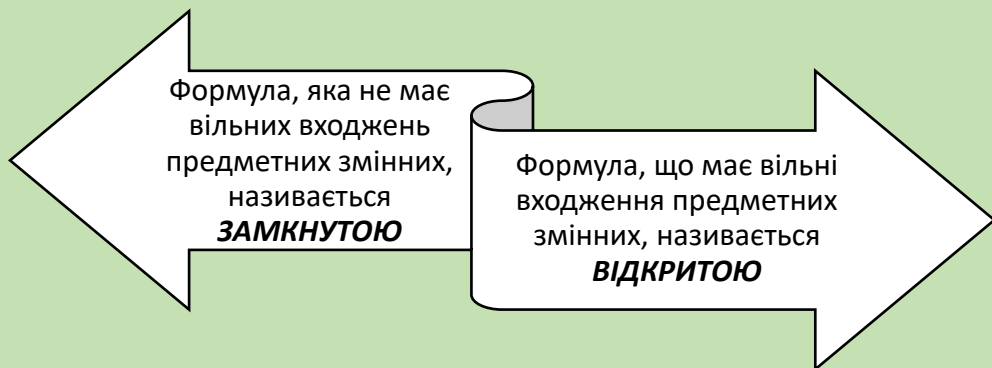 Формула, яка не має
вільних входжень
предметних змінних,
називається
ЗАМКНУТОЮ
Формула, що має вільні
входження предметних
змінних, називається
ВІДКРИТОЮ